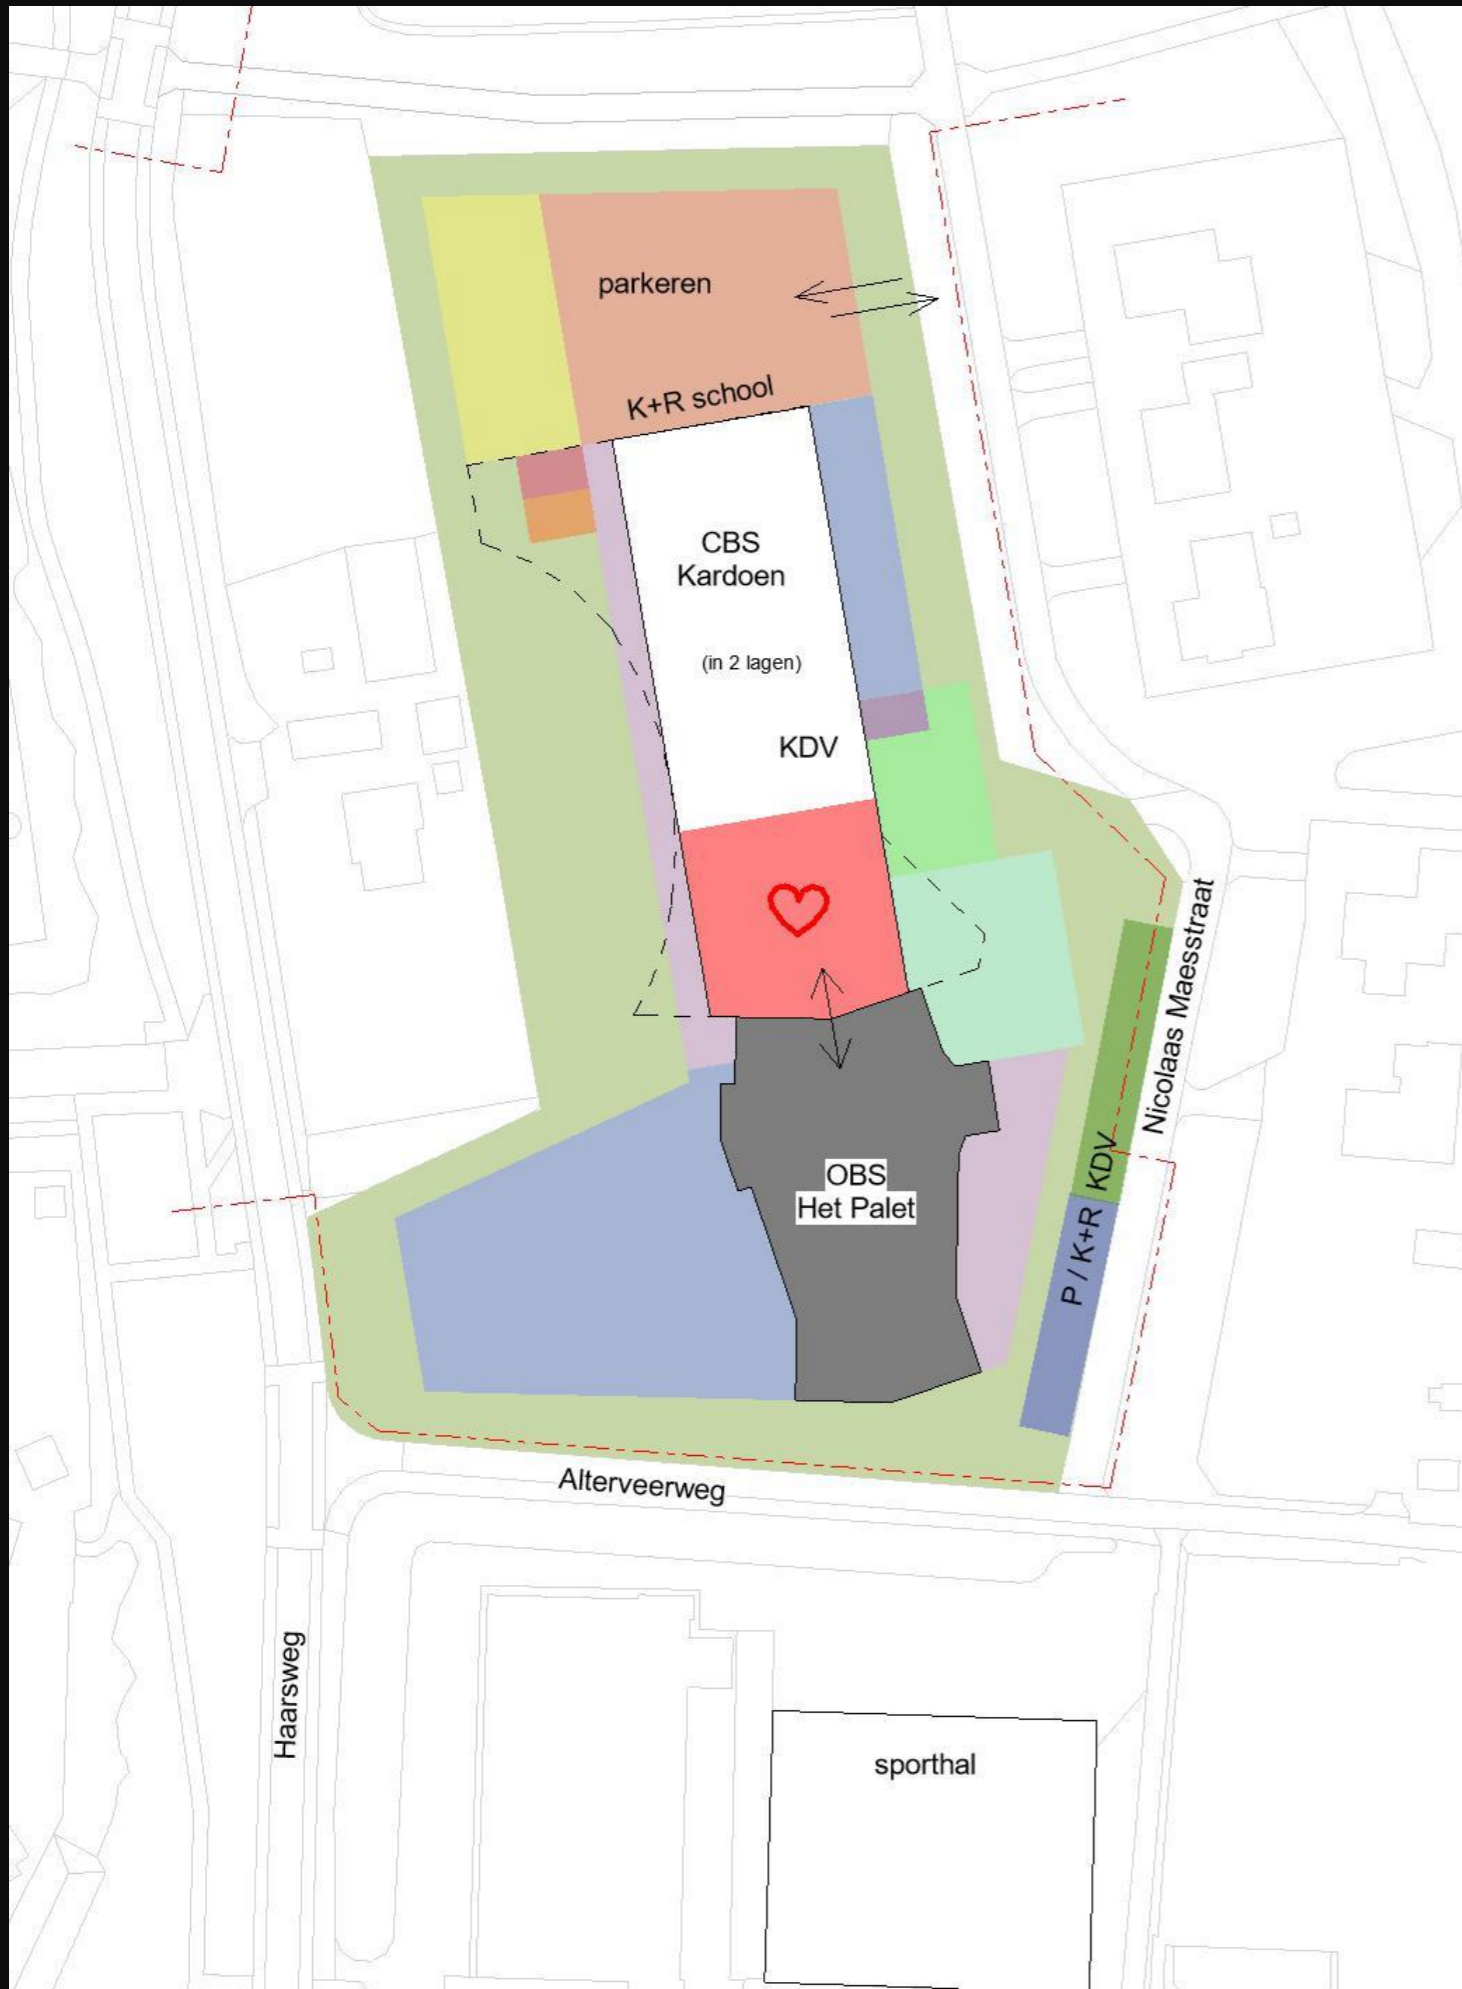 parkeren
K+R school
CBS
Kardoen
(in 2 lagen)
KDV
Nicolaas Maesstraat
OBS
Het Palet
P / K+R KDV
Alterveerweg
Haarsweg
sporthal